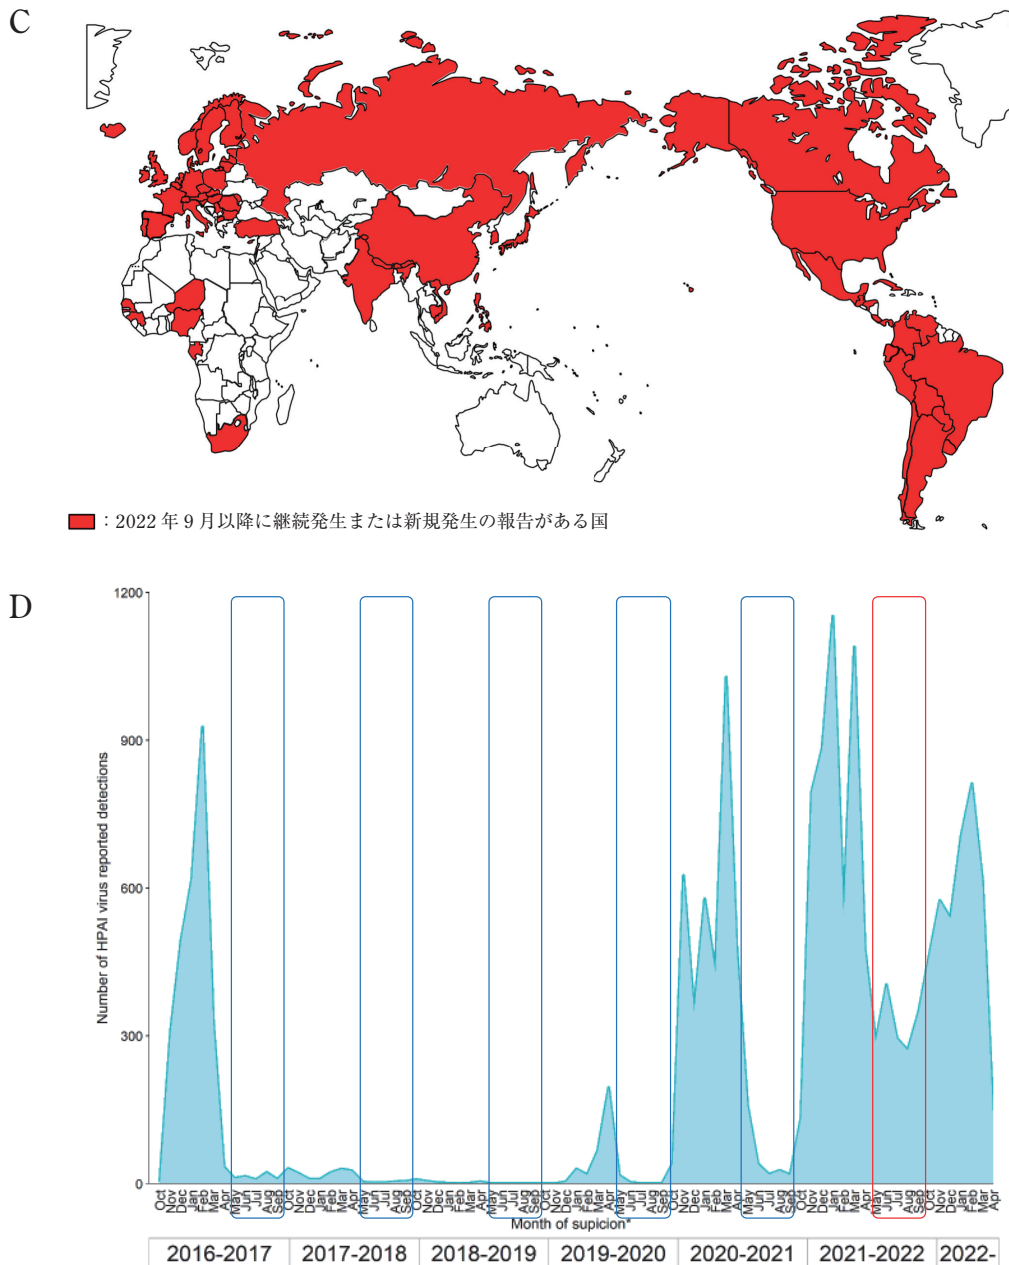 C
：2022 年 9 月以降に継続発生または新規発生の報告がある国
D
Number of HPAI virus reported detections
1200
900
600
300
0
Oct Nov Dec Jan Feb Mar Apr May Jun Jul Aug Sep Oct Nov Dec Jan Feb Mar Apr May Jun Jul Aug Sep Oct Nov Dec Jan Feb Mar Apr May Jun Jul Aug Sep Oct Nov Dec Jan Feb Mar Apr May Jun Jul Aug Sep Oct Nov Dec Jan Feb Mar Apr May Jun Jul Aug Sep Oct Nov Dec Jan Feb Mar Apr May Jun Jul Aug Sep Oct Nov Dec Jan Feb Mar Apr
Month of supicion*
2016-2017 2017-2018 2018-2019 2019-2020 2020-2021 2021-2022 2022-